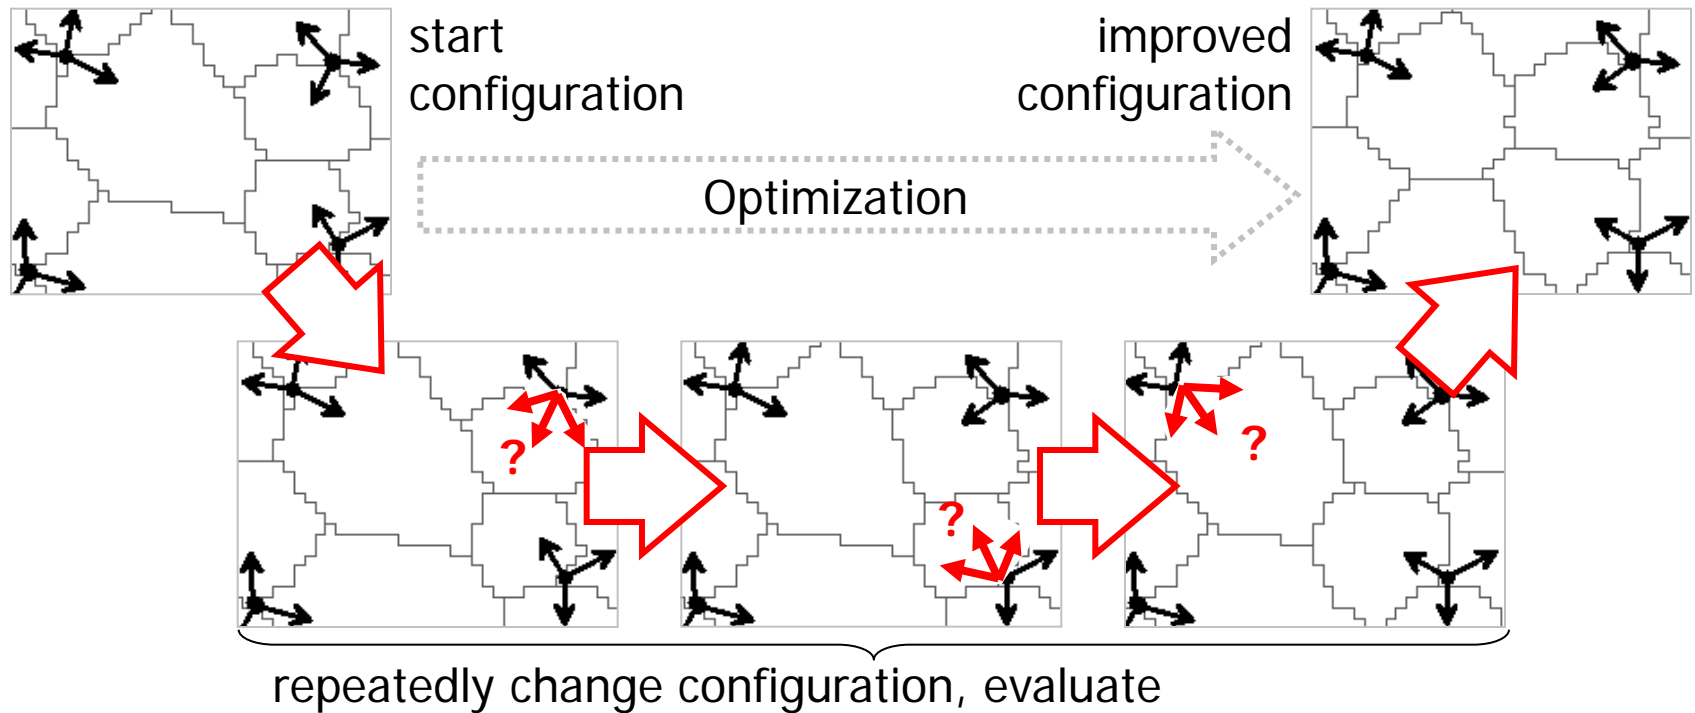 start
configuration
improved
configuration
Optimization
?
?
?
repeatedly change configuration, evaluate